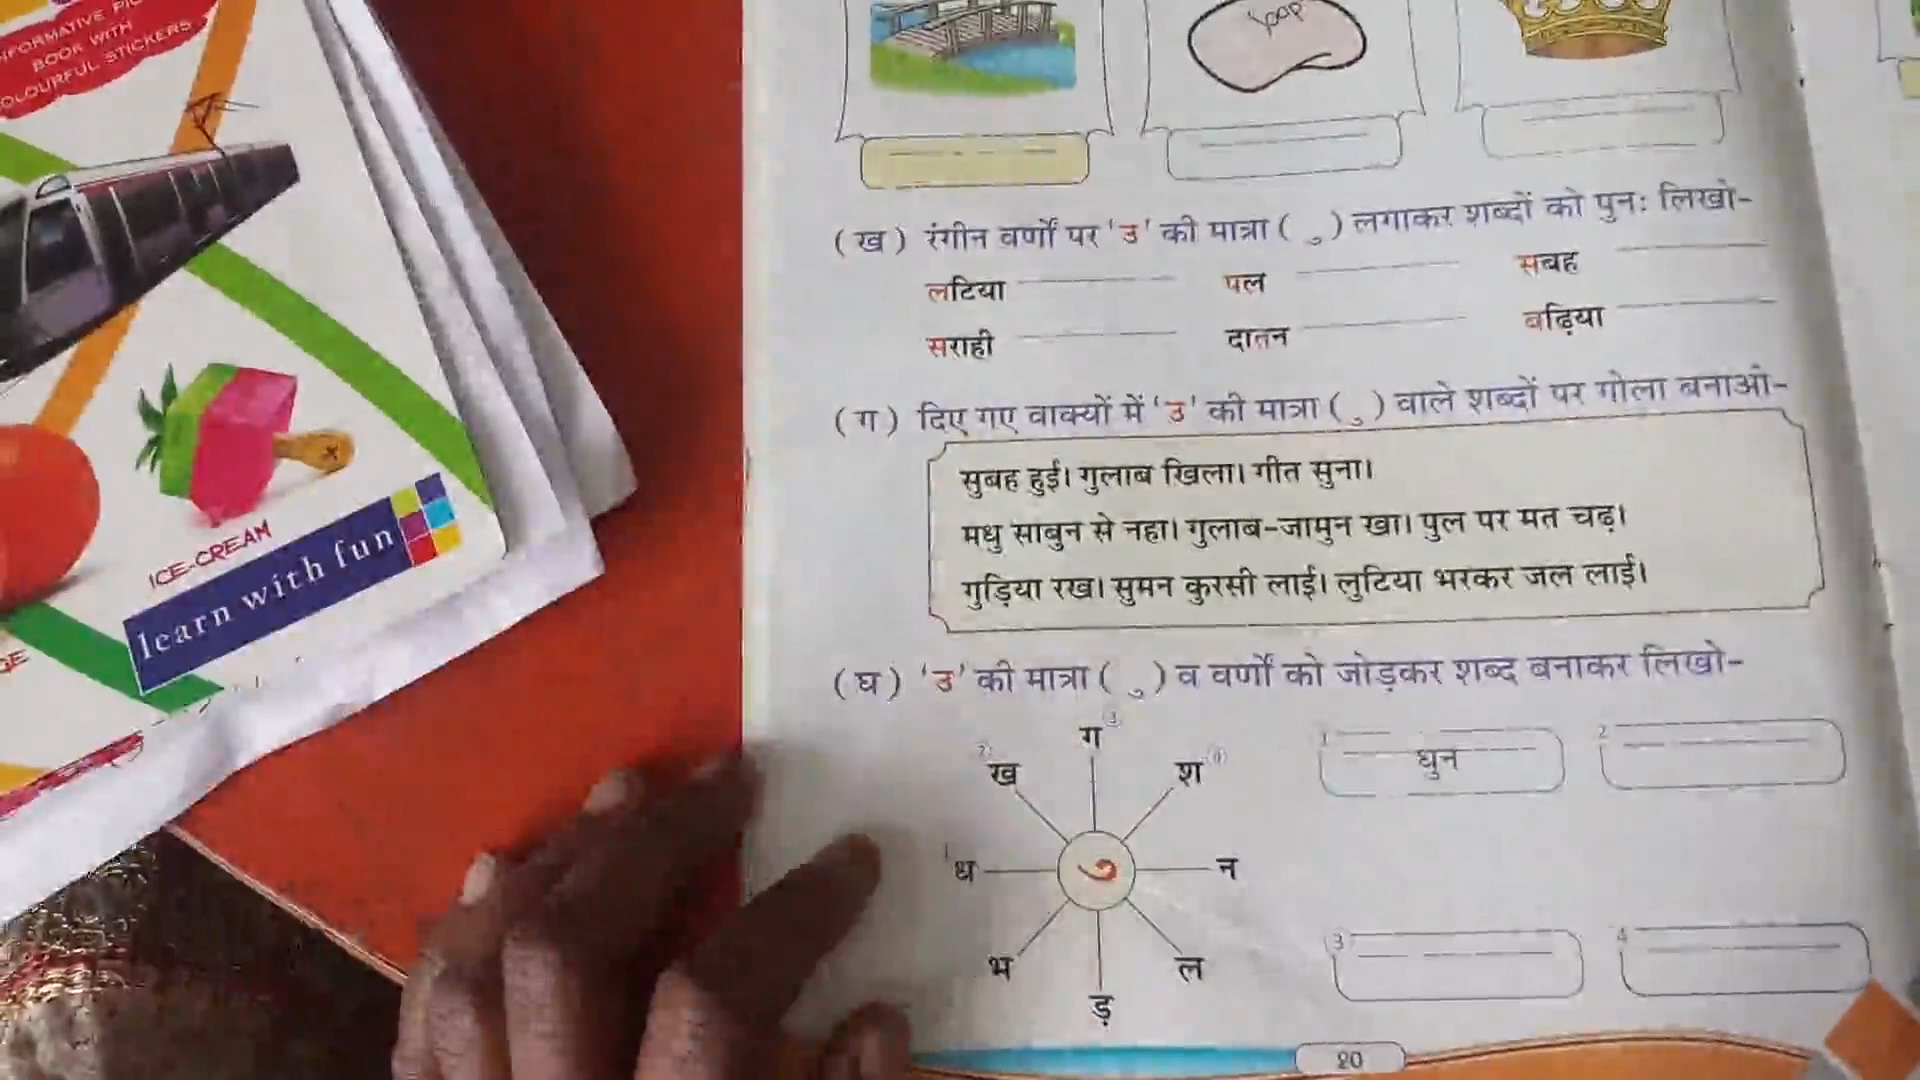 INFORMATIVE PIC
BOOK WITH
COLOURFUL STICKERS
ICE-CREAM
learn with fun
(ख) रंगीन वर्णों पर 'उ' की मात्रा ( ु ) लगाकर शब्दों को पुनः लिखो-
लटिया पल सबह
सराही दातन बढ़िया
(ग) दिए गए वाक्यों में 'उ' की मात्रा ( ु ) वाले शब्दों पर गोला बनाओ-
सुबह हुई। गुलाब खिला। गीत सुना।
मधु साबुन से नहा। गुलाब-जामुन खा। पुल पर मत चढ़।
गुड़िया रख। सुमन कुरसी लाई। लुटिया भरकर जल लाई।
(घ) 'उ' की मात्रा ( ु ) व वर्णों को जोड़कर शब्द बनाकर लिखो-
ग 3
ख श
ध ु न
भ ल
ड़
1 धुन 2
3 4
20